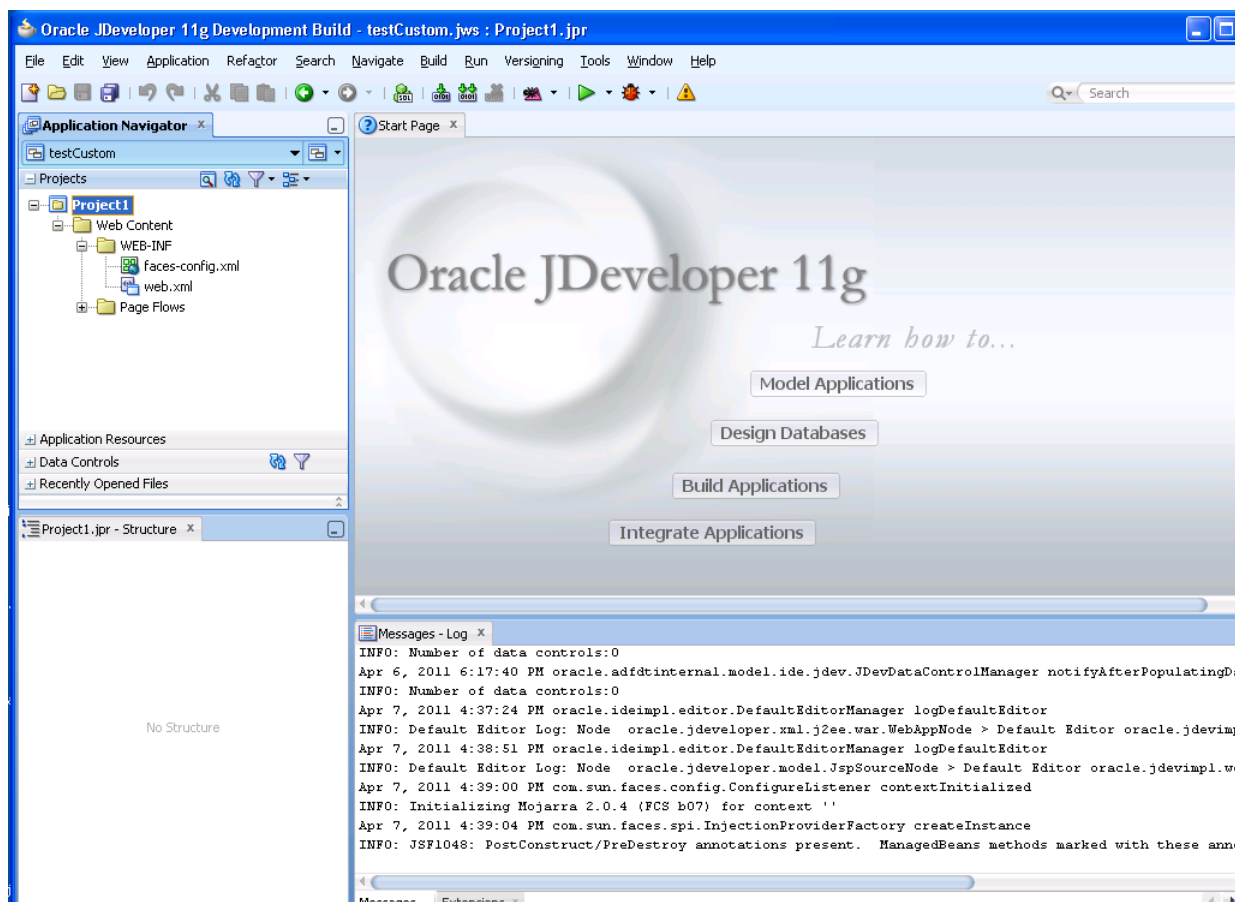 Oracle JDeveloper 11g Development Build - testCustom.jws : Project1.jpr
File Edit View Application Refactor Search Navigate Build Run Versioning Tools Window Help
Search
Application Navigator
testCustom
Projects
Project1
Web Content
WEB-INF
faces-config.xml
web.xml
Page Flows
Application Resources
Data Controls
Recently Opened Files
Project1.jpr - Structure
No Structure
Start Page
Oracle JDeveloper 11g
Learn how to...
Model Applications
Design Databases
Build Applications
Integrate Applications
Messages - Log
INFO: Number of data controls:0
Apr 6, 2011 6:17:40 PM oracle.adfdtinternal.model.ide.jdev.JDevDataControlManager notifyAfterPopulatingD
INFO: Number of data controls:0
Apr 7, 2011 4:37:24 PM oracle.ideimpl.editor.DefaultEditorManager logDefaultEditor
INFO: Default Editor Log: Node oracle.jdeveloper.xml.j2ee.war.WebAppNode > Default Editor oracle.jdevimp
Apr 7, 2011 4:38:51 PM oracle.ideimpl.editor.DefaultEditorManager logDefaultEditor
INFO: Default Editor Log: Node oracle.jdeveloper.model.JspSourceNode > Default Editor oracle.jdevimpl.w
Apr 7, 2011 4:39:00 PM com.sun.faces.config.ConfigureListener contextInitialized
INFO: Initializing Mojarra 2.0.4 (FCS b07) for context ''
Apr 7, 2011 4:39:04 PM com.sun.faces.spi.InjectionProviderFactory createInstance
INFO: JSF1048: PostConstruct/PreDestroy annotations present. ManagedBeans methods marked with these ann
Messages Extensions